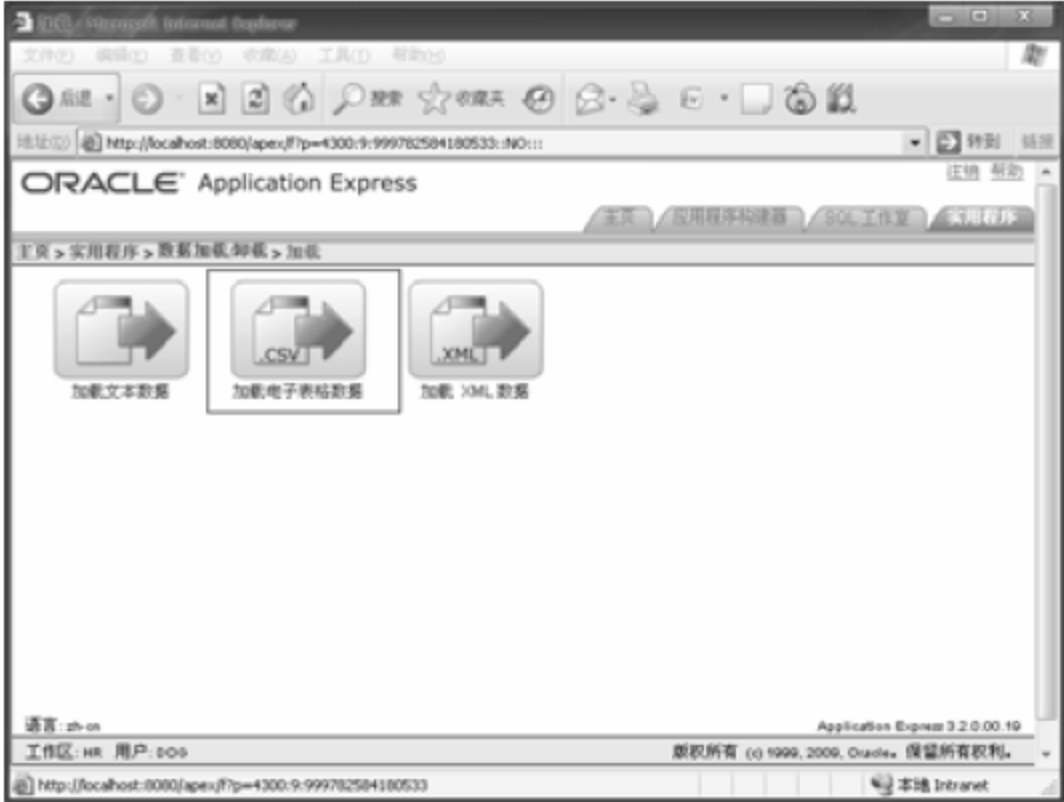 加载 - Microsoft Internet Explorer
文件(F) 编辑(E) 查看(V) 收藏(A) 工具(T) 帮助(H)
后退 搜索 收藏夹
地址(D) http://localhost:8080/apex/f?p=4300:9:999782584180533::NO::: 转到 链接
ORACLE Application Express
注销 帮助
主页 应用程序构建器 SQL 工作室 实用程序
主页 > 实用程序 > 数据加载/卸载 > 加载
.CSV .XML
加载文本数据 加载电子表格数据 加载 XML 数据
语言: zh-cn Application Express 3.2.0.00.19
工作区: HR 用户: DOG 版权所有 (c) 1999, 2009, Oracle。保留所有权利。
http://localhost:8080/apex/f?p=4300:9:999782584180533 本地 Intranet